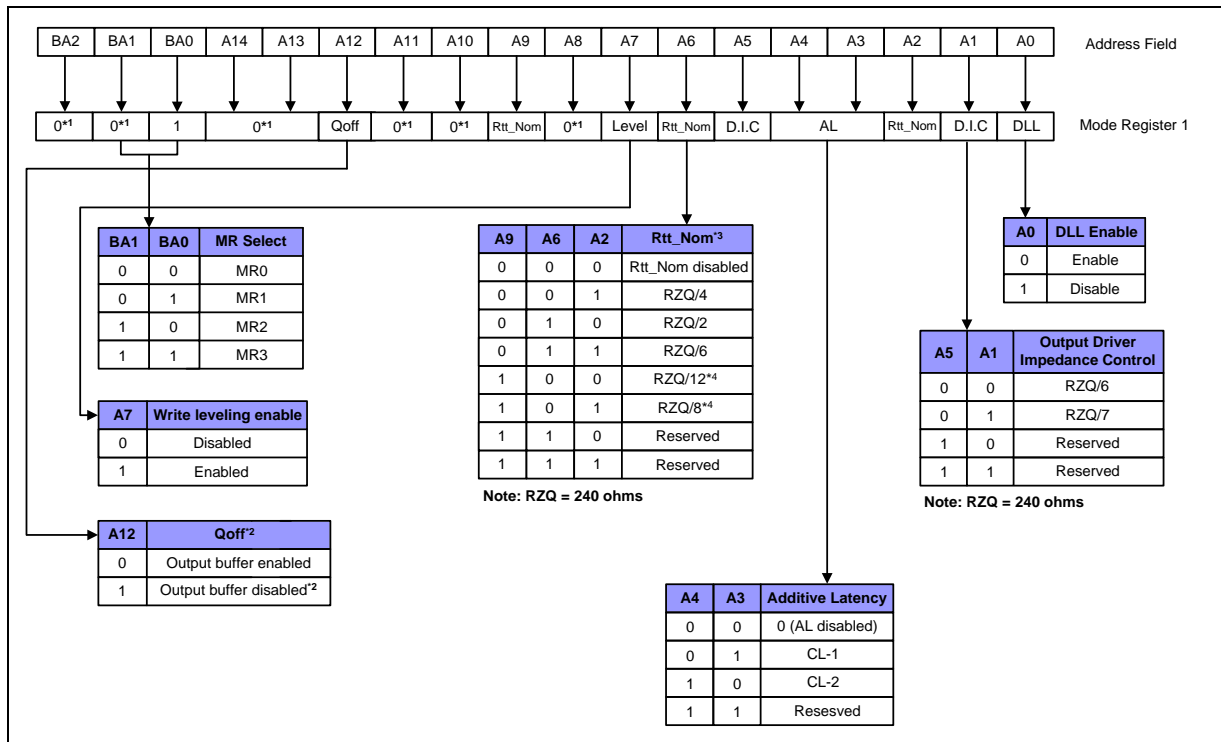 BA2 BA1 BA0 A14 A13 A12 A11 A10 A9 A8 A7 A6 A5 A4 A3 A2 A1 A0 Address Field
0*1 0*1 1 0*1 Qoff 0*1 0*1 Rtt_Nom 0*1 Level Rtt_Nom D.I.C AL Rtt_Nom D.I.C DLL Mode Register 1
BA1 BA0 MR Select
0 0 MR0
0 1 MR1
1 0 MR2
1 1 MR3
A7 Write leveling enable
0 Disabled
1 Enabled
A12 Qoff*2
0 Output buffer enabled
1 Output buffer disabled*2
A9 A6 A2 Rtt_Nom*3
0 0 0 Rtt_Nom disabled
0 0 1 RZQ/4
0 1 0 RZQ/2
0 1 1 RZQ/6
1 0 0 RZQ/12*4
1 0 1 RZQ/8*4
1 1 0 Reserved
1 1 1 Reserved
Note: RZQ = 240 ohms
A4 A3 Additive Latency
0 0 0 (AL disabled)
0 1 CL-1
1 0 CL-2
1 1 Resesved
A0 DLL Enable
0 Enable
1 Disable
A5 A1 Output Driver
Impedance Control
0 0 RZQ/6
0 1 RZQ/7
1 0 Reserved
1 1 Reserved
Note: RZQ = 240 ohms